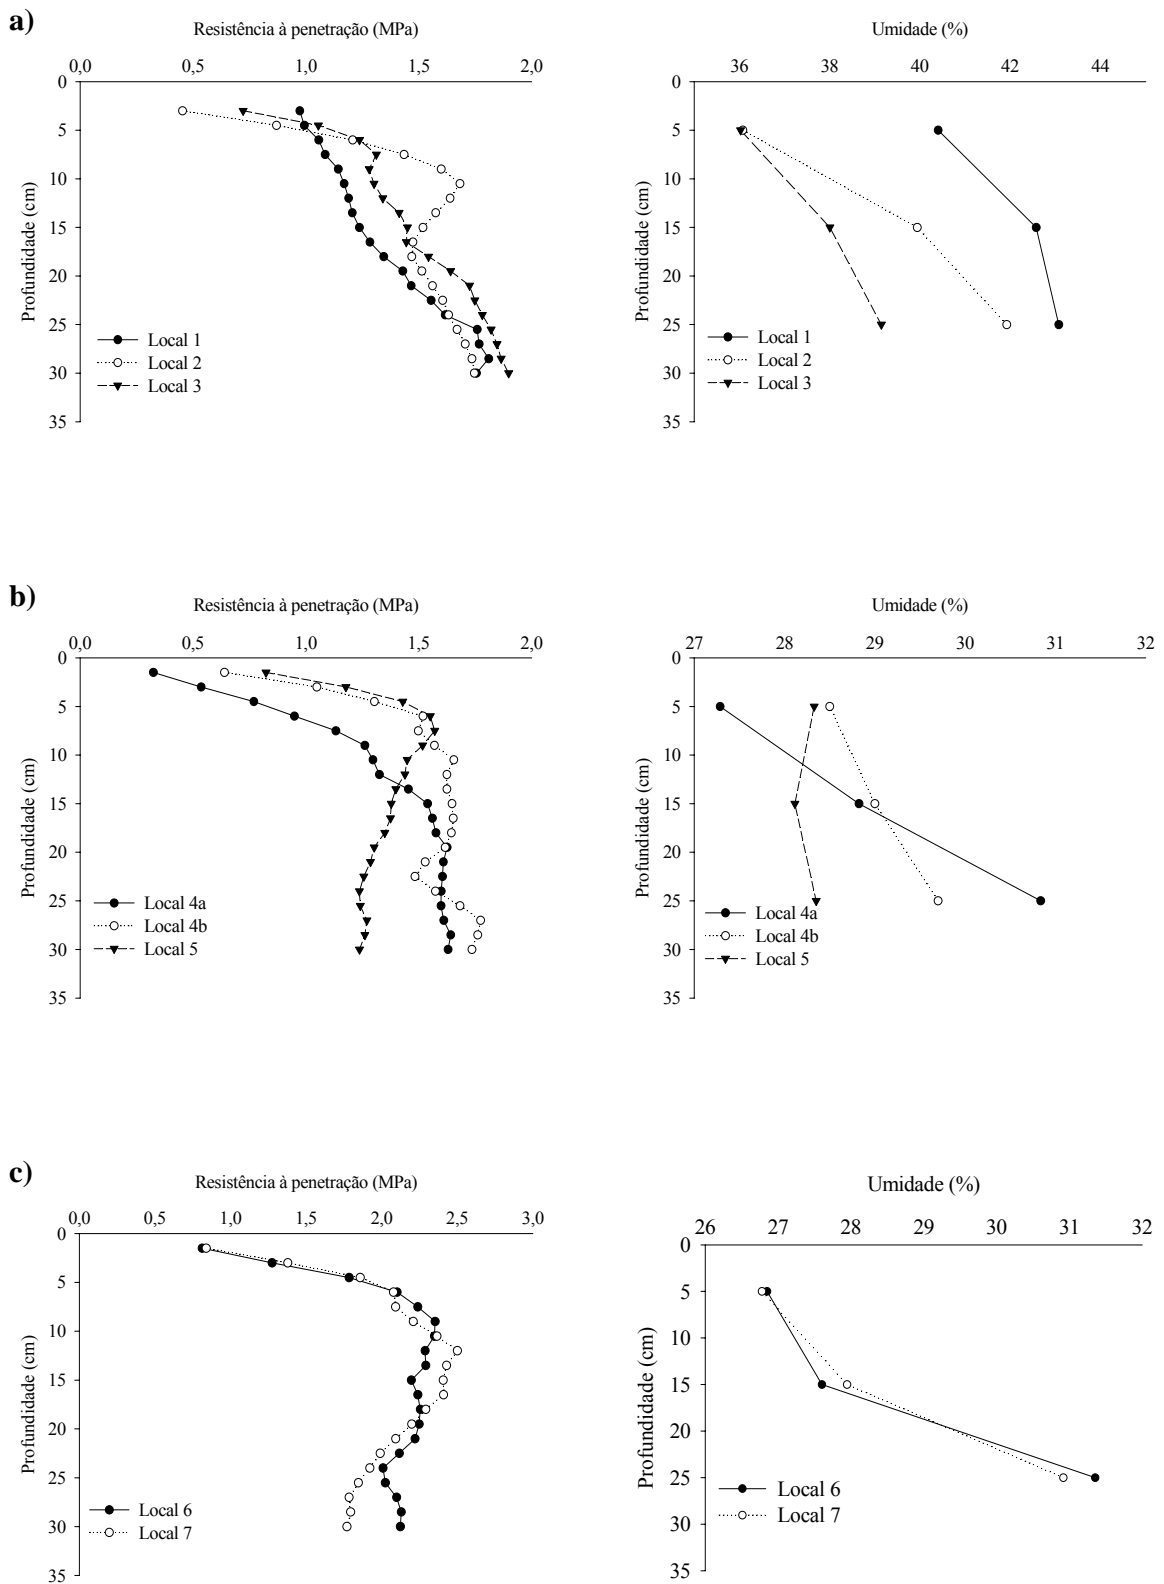 a)
Resistência à penetração (MPa)
0,0 0,5 1,0 1,5 2,0
0
5
10
15
20
25
30
35
Profundidade (cm)
Local 1
Local 2
Local 3
Umidade (%)
36 38 40 42 44
0
5
10
15
20
25
30
35
Profundidade (cm)
Local 1
Local 2
Local 3
b)
Resistência à penetração (MPa)
0,0 0,5 1,0 1,5 2,0
0
5
10
15
20
25
30
35
Profundidade (cm)
Local 4a
Local 4b
Local 5
Umidade (%)
27 28 29 30 31 32
0
5
10
15
20
25
30
35
Profundidade (cm)
Local 4a
Local 4b
Local 5
c)
Resistência à penetração (MPa)
0,0 0,5 1,0 1,5 2,0 2,5 3,0
0
5
10
15
20
25
30
35
Profundidade (cm)
Local 6
Local 7
Umidade (%)
26 27 28 29 30 31 32
0
5
10
15
20
25
30
35
Profundidade (cm)
Local 6
Local 7